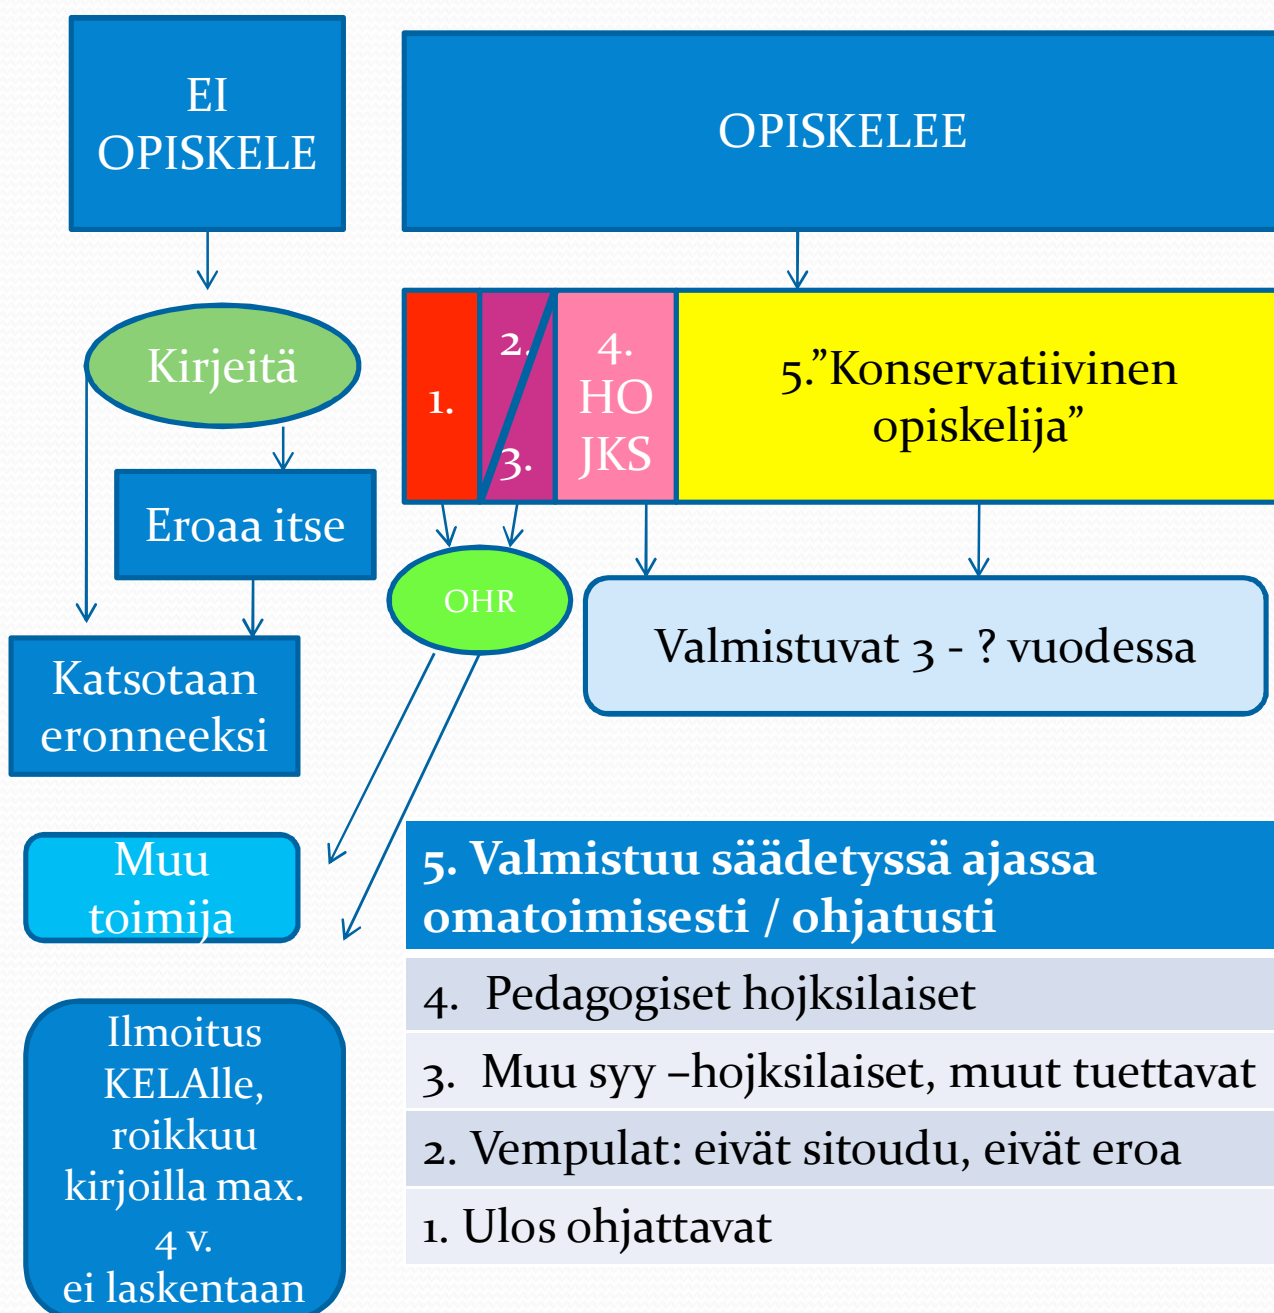 EI
OPISKELE
OPISKELEE
Kirjeitä
1.
2.
3.
4.
HO
JKS
5.”Konservatiivinen
opiskelija”
Eroaa itse
OHR
Katsotaan
eronneeksi
Valmistuvat 3 - ? vuodessa
Muu
toimija
Ilmoitus
KELAlle,
roikkuu
kirjoilla max.
4 v.
ei laskentaan
5. Valmistuu säädetyssä ajassa
omatoimisesti / ohjatusti
4. Pedagogiset hojksilaiset
3. Muu syy –hojksilaiset, muut tuettavat
2. Vempulat: eivät sitoudu, eivät eroa
1. Ulos ohjattavat